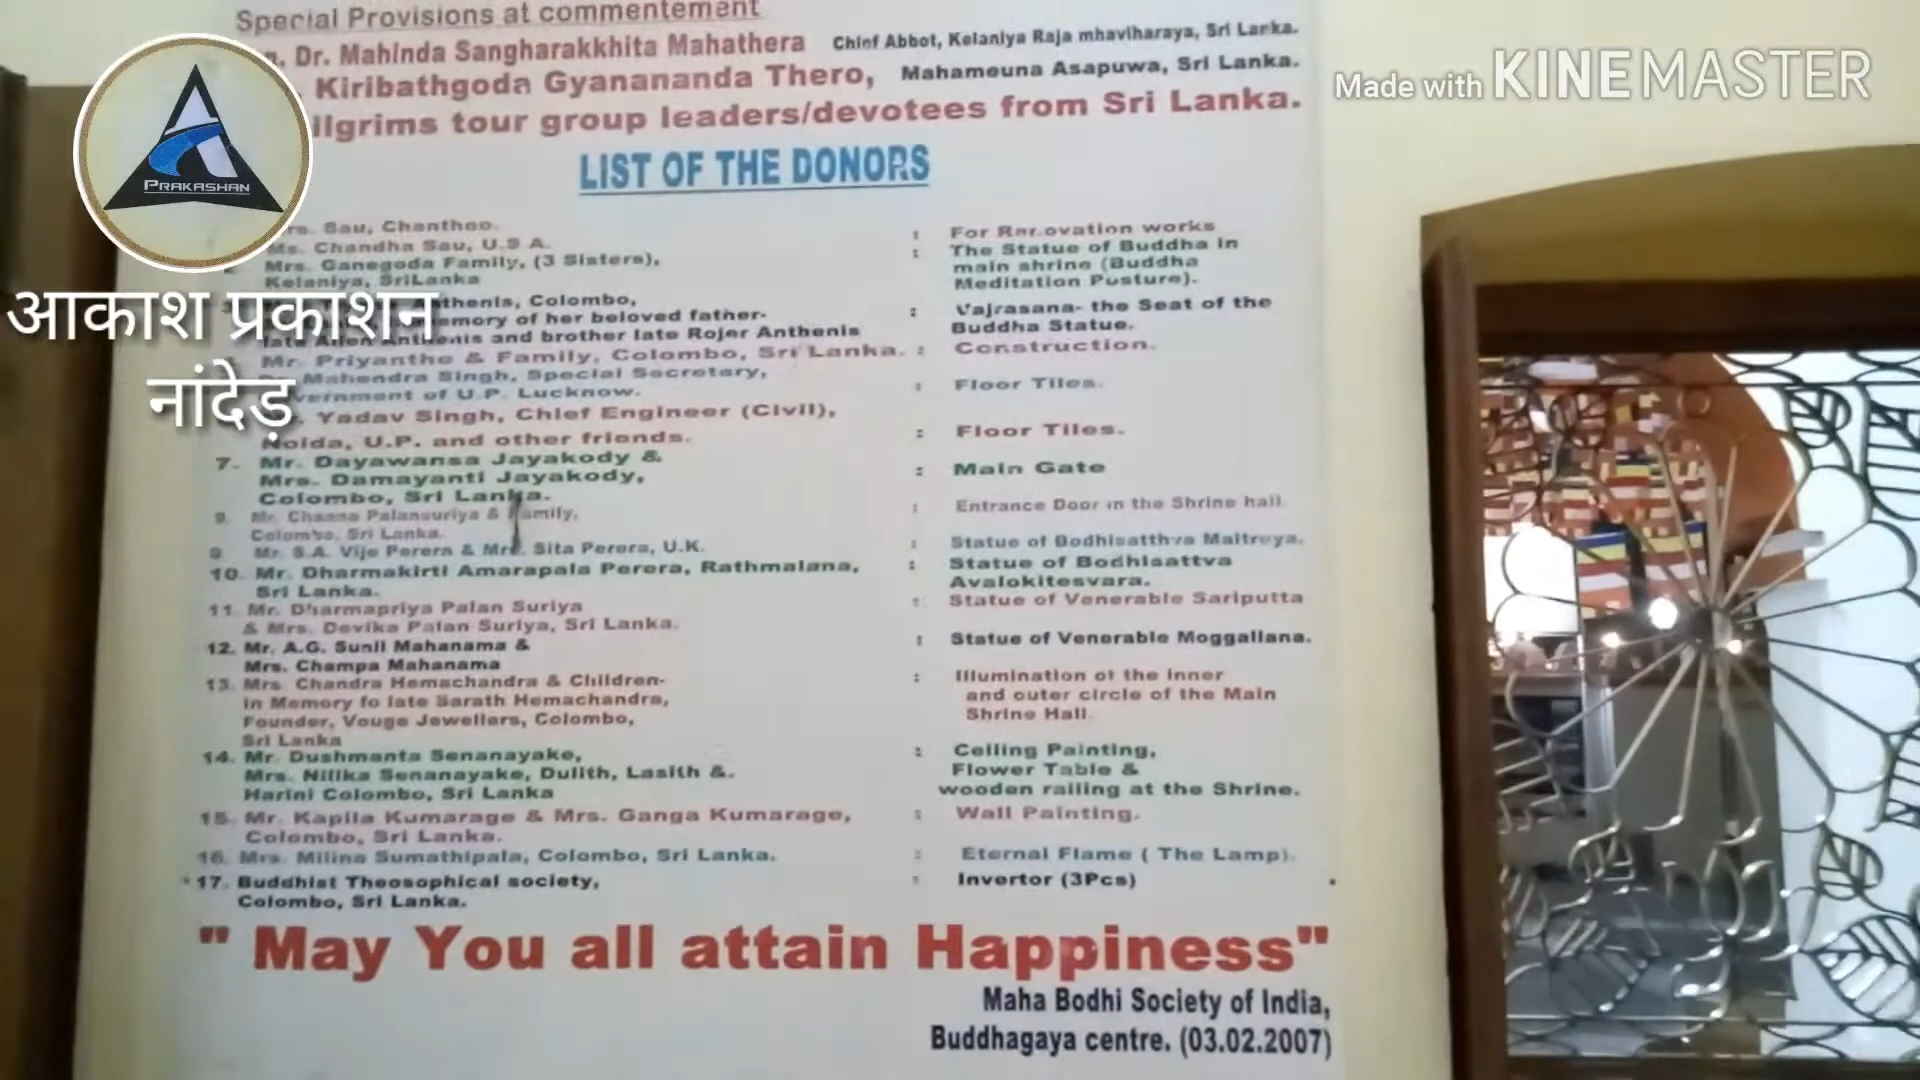 Special Provisions at commentement
Dr. Mahinda Sangharakkhita Mahathera Chief Abbot, Kelaniya Raja mhaviharaya, Sri Lanka.
Kiribathgoda Gyanananda Thero, Mahameuna Asapuwa, Sri Lanka.
ilgrims tour group leaders/devotees from Sri Lanka.
Made with KINEMASTER
PRAKASHAN
आकाश प्रकाशन
नांदेड़
LIST OF THE DONORS
Sau, Chanthoo. : For Renovation works
Ms. Chandha Sau, U.S A. : The Statue of Buddha in
Mrs. Ganegoda Family, (3 Sisters), main shrine (Buddha
Kelaniya, SriLanka Meditation Pusture).
Anthenis, Colombo, : Vajrasana- the Seat of the
emory of her beloved father- Buddha Statue.
late Allen Anthenis and brother late Rojer Anthenis
Mr. Priyantho & Family, Colombo, Sri Lanka. : Construction.
Mahendra Singh, Special Secretary, : Floor Tiles.
vernment of U.P. Lucknow.
Yadav Singh, Chief Engineer (Civil), : Floor Tiles.
Noida, U.P. and other friends.
7. Mr. Dayawansa Jayakody & : Main Gate
Mrs. Damayanti Jayakody,
Colombo, Sri Lanka.
8. Mr. Channa Palansuriya & Family, : Entrance Door in the Shrine hall.
Colombo, Sri Lanka.
9. Mr. S.A. Vije Perera & Mrs. Sita Perera, U.K. : Statue of Bodhisathva Maitreya.
10. Mr. Dharmakirti Amarapala Perera, Rathmalana, : Statue of Bodhisattva
Sri Lanka. Avalokitesvara.
11. Mr. Dharmapriya Palan Suriya : Statue of Venerable Sariputta
& Mrs. Devika Palan Suriya, Sri Lanka.
12. Mr. A.G. Sunil Mahanama & : Statue of Venerable Moggallana.
Mrs. Champa Mahanama
13. Mrs. Chandra Hemachandra & Children- : Illumination of the Inner
in Memory fo late Sarath Hemachandra, and outer circle of the Main
Founder, Vouge Jewellers, Colombo, Shrine Hall.
Sri Lanka
14. Mr. Dushmanta Senanayake, : Ceiling Painting,
Mrs. Nilika Senanayake, Dulith, Lasith &. Flower Table &
Harini Colombo, Sri Lanka wooden railing at the Shrine.
15. Mr. Kapila Kumarage & Mrs. Ganga Kumarage, : Wall Painting.
Colombo, Sri Lanka.
16. Mrs. Milina Sumathipala, Colombo, Sri Lanka. : Eternal Flame ( The Lamp).
17. Buddhist Theosophical society, : Invertor (3Pcs)
Colombo, Sri Lanka.
" May You all attain Happiness"
Maha Bodhi Society of India,
Buddhagaya centre. (03.02.2007)